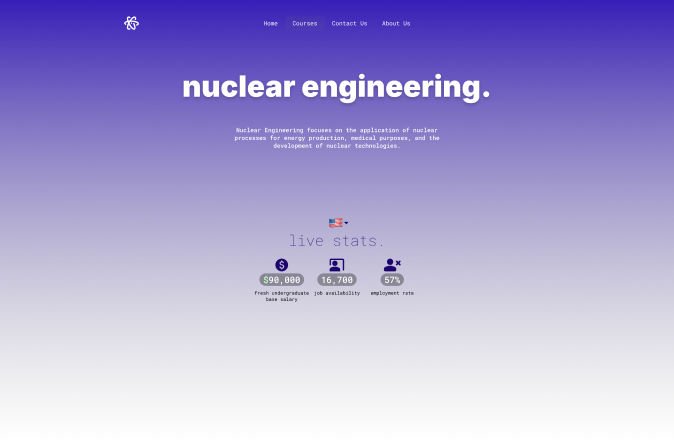 Home Courses Contact Us About Us
nuclear engineering.
Nuclear Engineering focuses on the application of nuclear
processes for energy production, medical purposes, and the
development of nuclear technologies.
live stats.
$90,000 16,700 57%
fresh undergraduate job availability employment rate
base salary